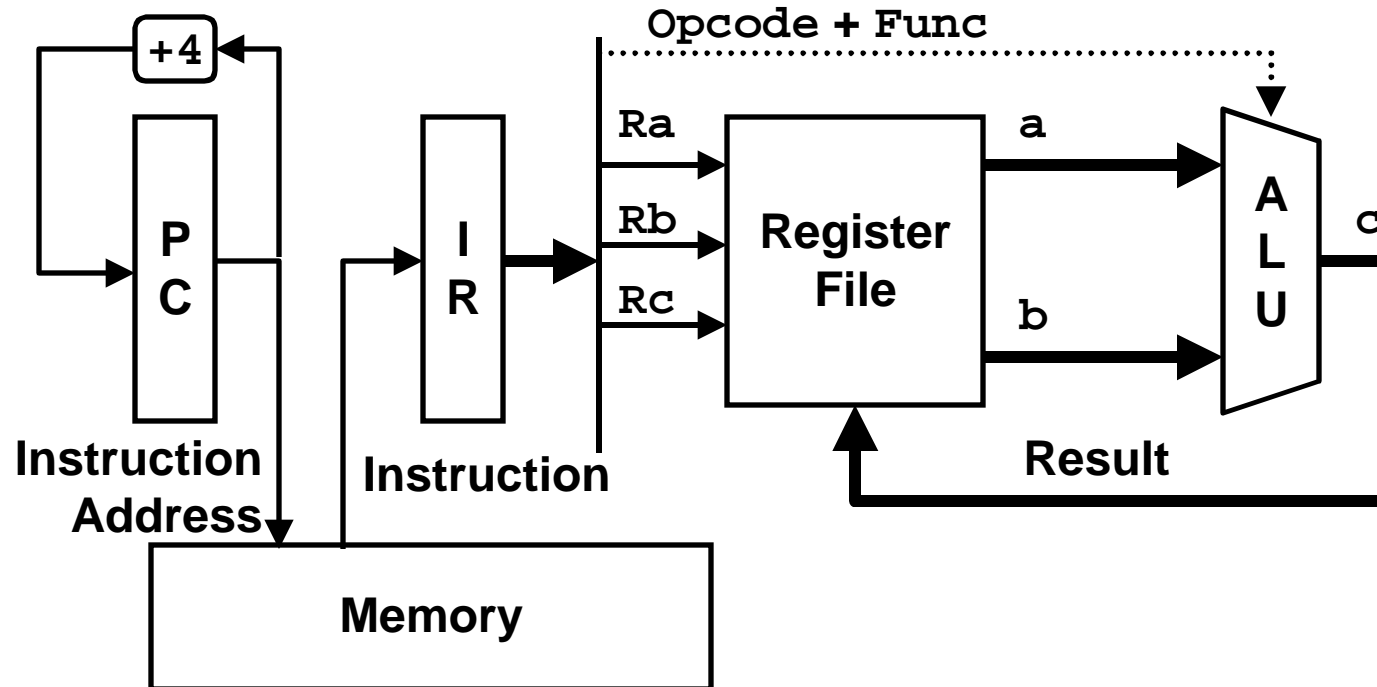 Opcode + Func
+4
Ra
a
P
C
I
R
Rb
Register
File
A
L
U
c
Rc
b
Instruction
Address
Instruction
Result
Memory